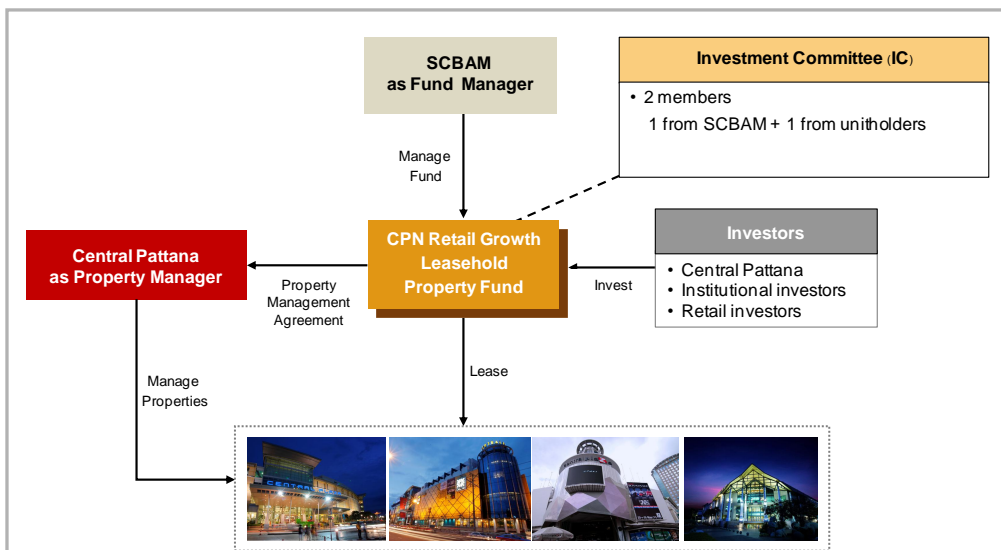 SCBAM
as Fund Manager
Investment Committee (IC)
• 2 members
1 from SCBAM + 1 from unitholders
Manage
Fund
CPN Retail Growth
Leasehold
Property Fund
Central Pattana
as Property Manager
Property
Management
Agreement
Invest
Investors
• Central Pattana
• Institutional investors
• Retail investors
Lease
Manage
Properties